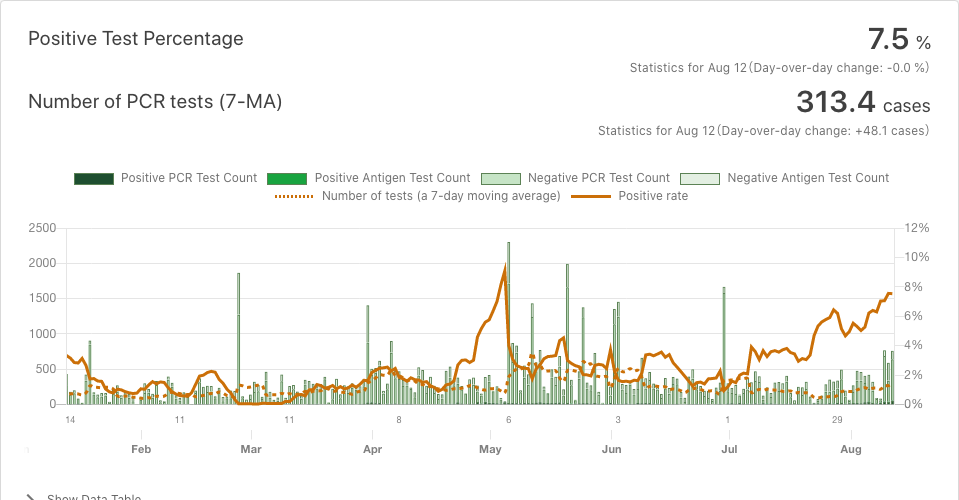 Positive Test Percentage
7.5 %
Statistics for Aug 12(Day-over-day change: -0.0 %)
Number of PCR tests (7-MA)
313.4 cases
Statistics for Aug 12(Day-over-day change: +48.1 cases)
Positive PCR Test Count Positive Antigen Test Count Negative PCR Test Count Negative Antigen Test Count
Number of tests (a 7-day moving average) Positive rate
2500 12%
10%
2000
8%
1500
6%
1000
4%
500
2%
0 0%
14 11 11 8 6 3 1 29
Feb Mar Apr May Jun Jul Aug
Show Data Table